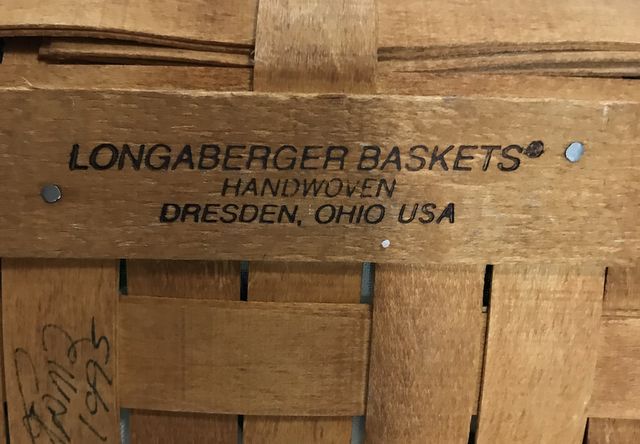 LONGABERGER BASKETS®
HANDWOVEN
DRESDEN, OHIO USA
1995